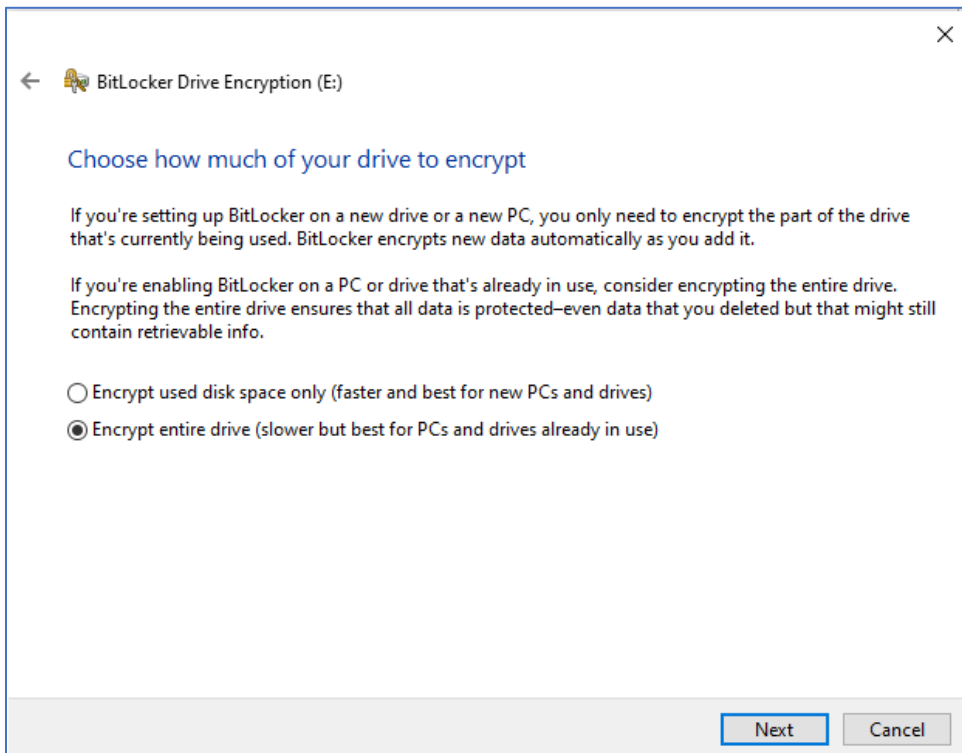 BitLocker Drive Encryption (E:)
Choose how much of your drive to encrypt
If you're setting up BitLocker on a new drive or a new PC, you only need to encrypt the part of the drive
that's currently being used. BitLocker encrypts new data automatically as you add it.
If you're enabling BitLocker on a PC or drive that's already in use, consider encrypting the entire drive.
Encrypting the entire drive ensures that all data is protected–even data that you deleted but that might still
contain retrievable info.
Encrypt used disk space only (faster and best for new PCs and drives)
Encrypt entire drive (slower but best for PCs and drives already in use)
Next Cancel